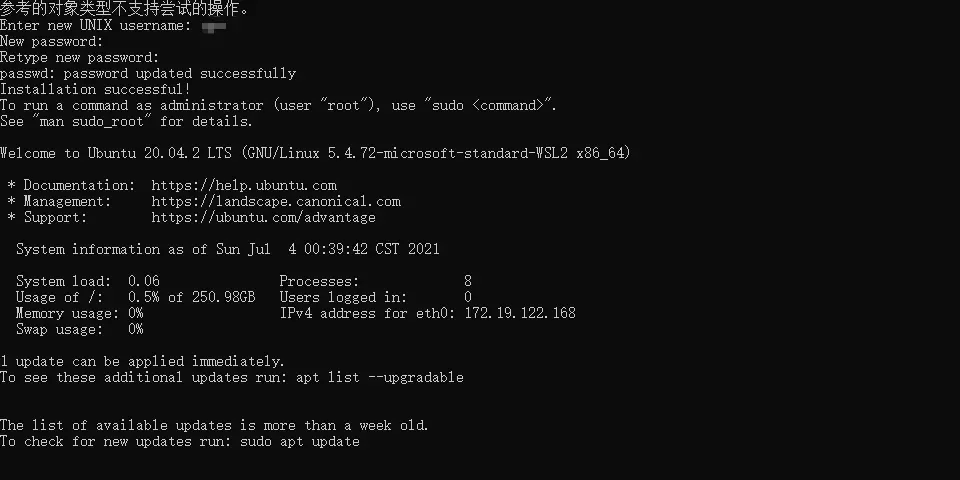 参考的对象类型不支持尝试的操作。
Enter new UNIX username:
New password:
Retype new password:
passwd: password updated successfully
Installation successful!
To run a command as administrator (user "root"), use "sudo <command>".
See "man sudo_root" for details.
Welcome to Ubuntu 20.04.2 LTS (GNU/Linux 5.4.72-microsoft-standard-WSL2 x86_64)
* Documentation:  https://help.ubuntu.com
* Management:     https://landscape.canonical.com
* Support:        https://ubuntu.com/advantage
System information as of Sun Jul  4 00:39:42 CST 2021
System load:  0.06               Processes:             8
Usage of /:   0.5% of 250.98GB   Users logged in:       0
Memory usage: 0%                 IPv4 address for eth0: 172.19.122.168
Swap usage:   0%
1 update can be applied immediately.
To see these additional updates run: apt list --upgradable
The list of available updates is more than a week old.
To check for new updates run: sudo apt update